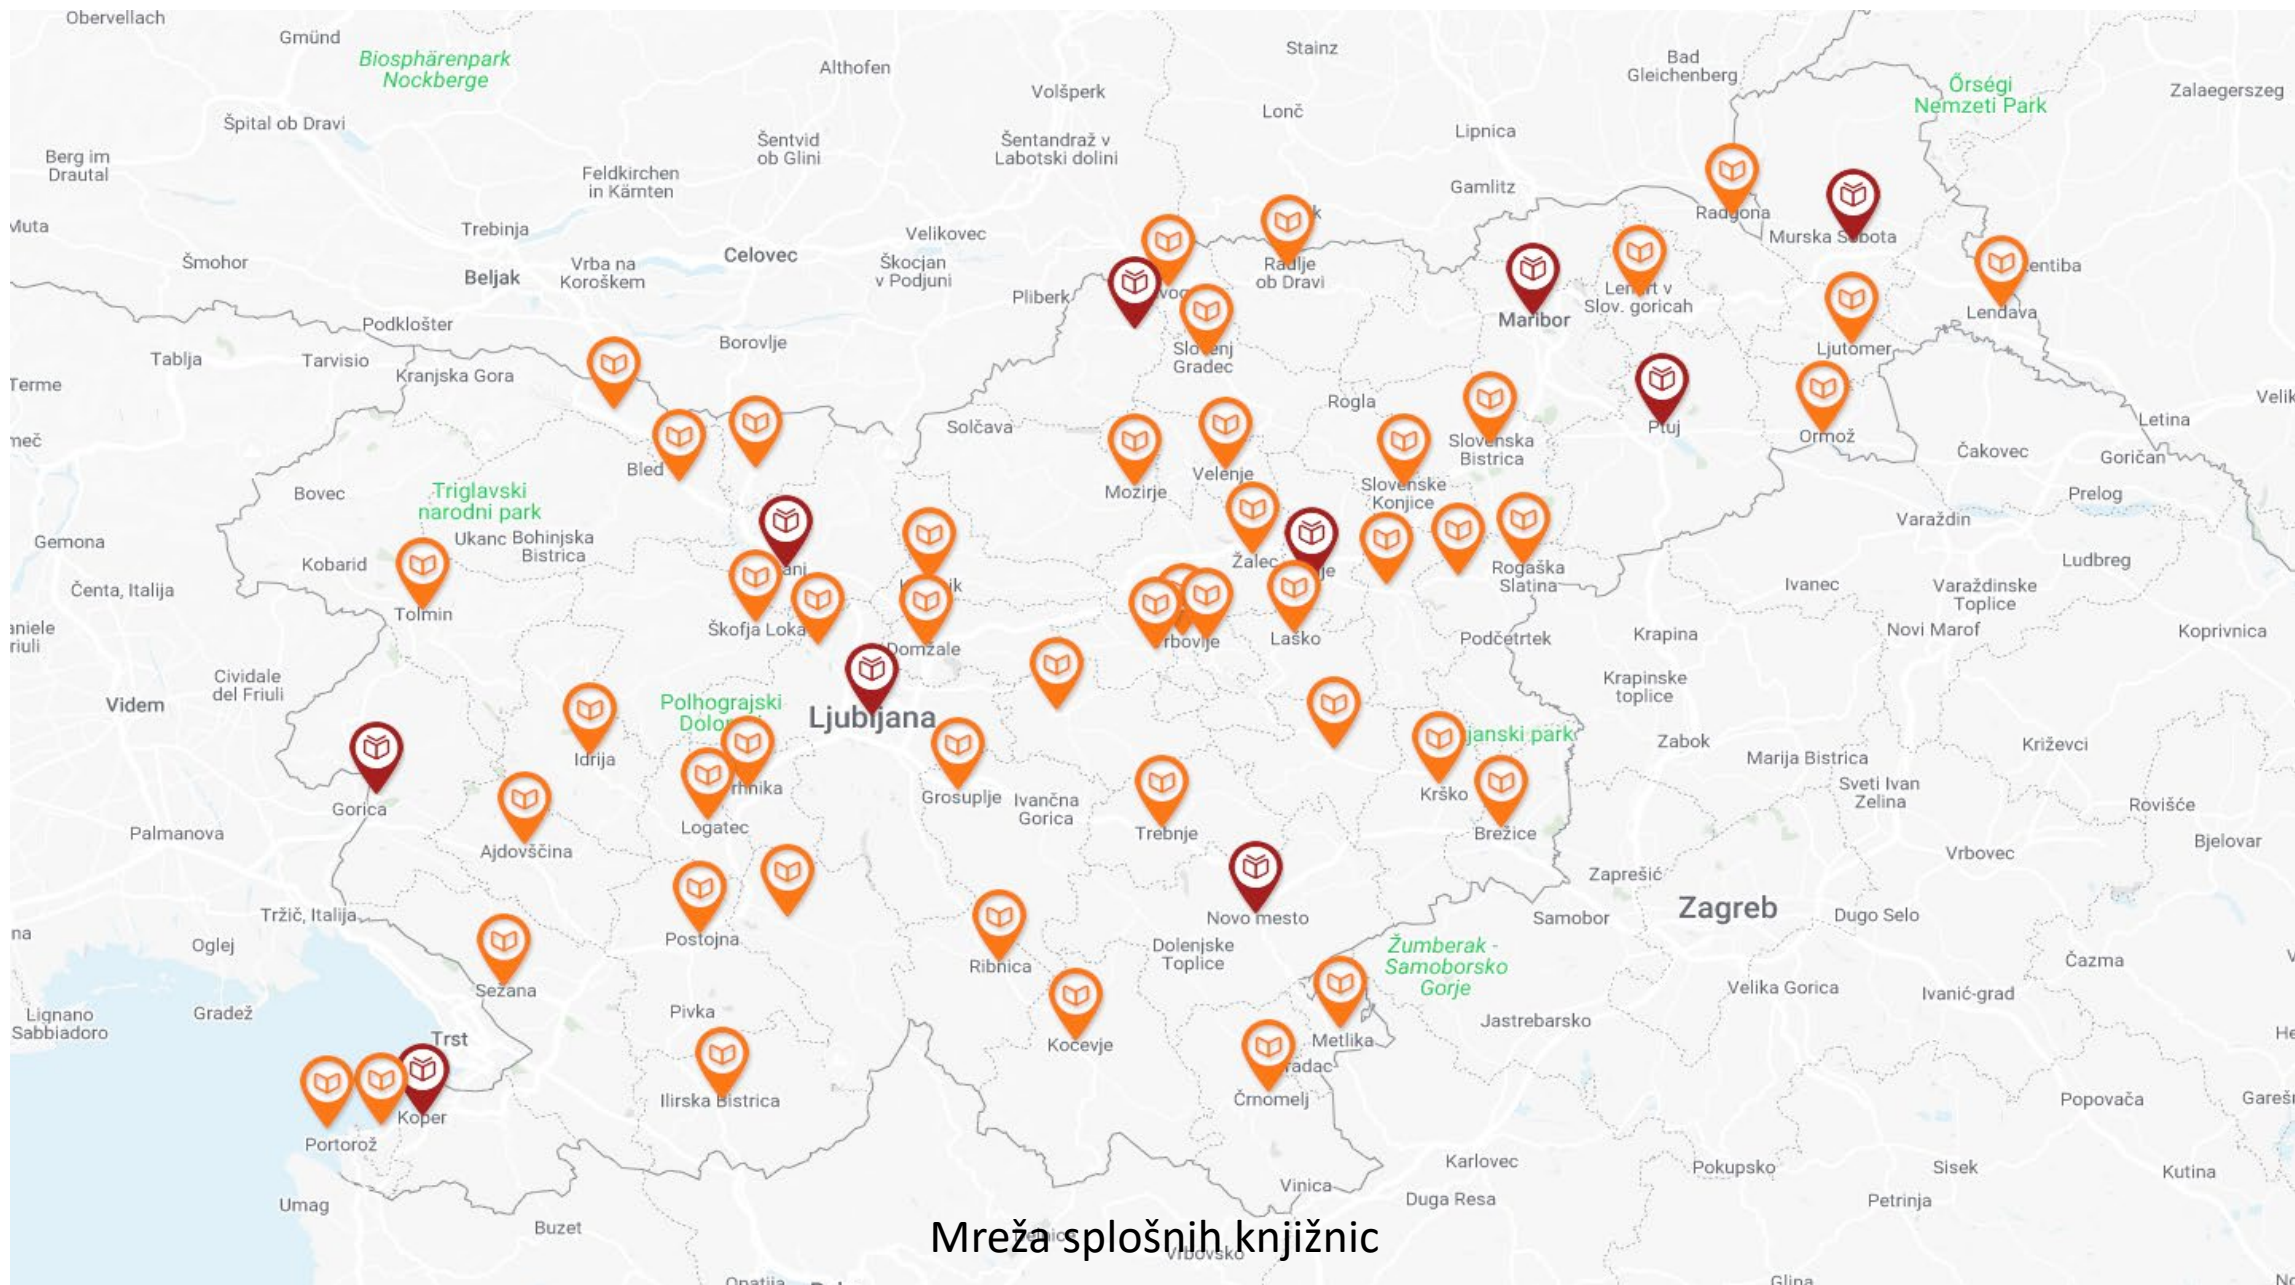 Obervellach
Gmünd
Biosphärenpark
Nockberge
Althofen
Stainz
Bad
Gleichenberg
Őrségi
Nemzeti Park
Zalaegerszeg
Volšperk
Lonč
Špital ob Dravi
Šentvid
ob Glini
Šentandraž v
Labotski dolini
Lipnica
Berg im
Drautal
Feldkirchen
in Kärnten
Gamlitz
Radgona
Muta
Trebinja
Velikovec
Murska Sobota
Šmohor
Beljak
Vrba na
Koroškem
Celovec
Škocjan
v Podjuni
Pliberk
Radlje
ob Dravi
Maribor
Lenart v
Slov. goricah
Lendava
Podklošter
Borovlje
Tablja
Tarvisio
Kranjska Gora
Slovenj
Gradec
Ljutomer
Terme
Rogla
Solčava
Letina
Slovenska
Bistrica
Ptuj
Ormož
Čakovec
Goričan
Bled
Velenje
Mozirje
Slovenske
Konjice
Bovec
Triglavski
narodni park
Prelog
Varaždin
Gemona
Ukanc
Bohinjska
Bistrica
Kobarid
Žalec
Rogaška
Slatina
Ludbreg
Čenta, Italija
Ivanec
Varaždinske
Toplice
Tolmin
Škofja Loka
Domžale
Laško
Podčetrtek
Krapina
Novi Marof
Koprivnica
Cividale
del Friuli
Videm
Krapinske
toplice
Polhograjski
Ljubljana
Zabok
Marija Bistrica
Križevci
Idrija
Gorica
Grosuplje
Ivančna
Gorica
Krško
Sveti Ivan
Zelina
Rovišće
Logatec
Trebnje
Brežice
Palmanova
Ajdovščina
Bjelovar
Vrbovec
Zaprešić
Tržič, Italija
Novo mesto
Samobor
Zagreb
Dugo Selo
Oglej
Postojna
Ribnica
Dolenjske
Toplice
Žumberak -
Samoborsko
Gorje
Čazma
Sežana
Velika Gorica
Ivanić-grad
Lignano
Sabbiadoro
Gradež
Pivka
Jastrebarsko
Trst
Kočevje
Metlika
Ilirska Bistrica
Črnomelj
Popovača
Koper
Portorož
Karlovec
Pokupsko
Sisek
Kutina
Vinica
Duga Resa
Petrinja
Umag
Buzet
Mreža splošnih knjižnic
Vrbovsko
Opatija
Glina